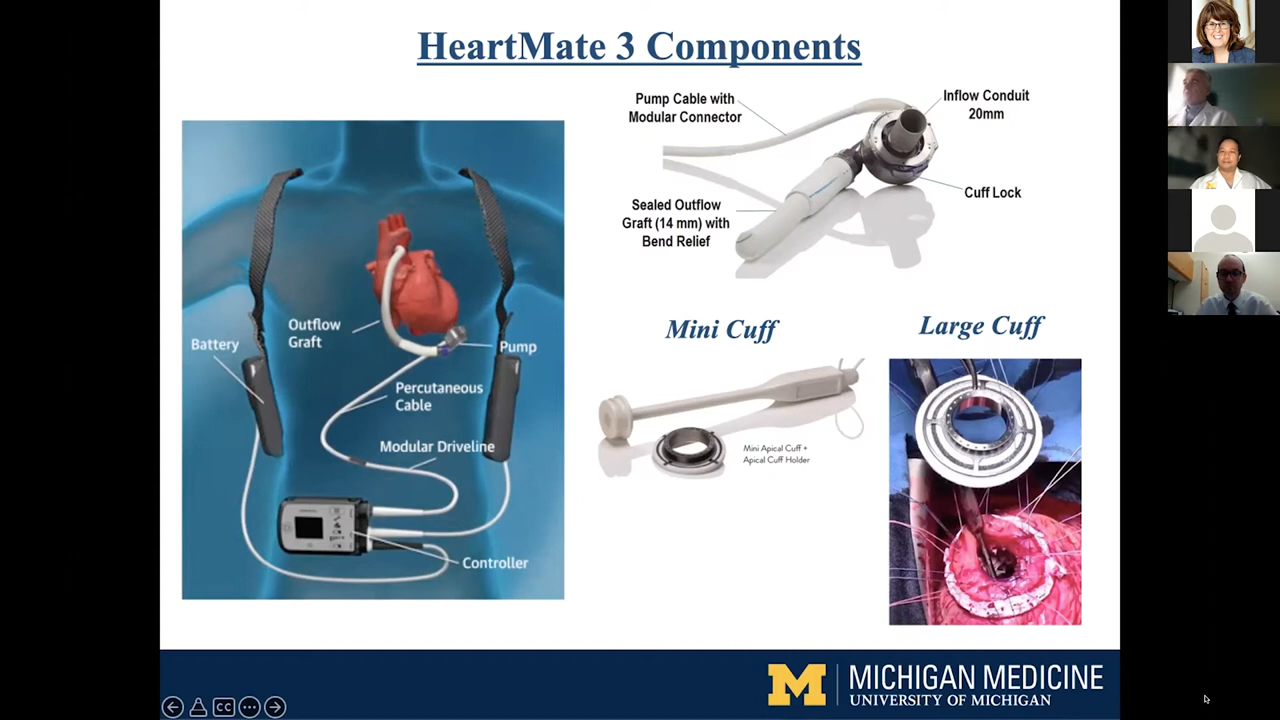 HeartMate 3 Components
Pump Cable with
Modular Connector
Inflow Conduit
20mm
Cuff Lock
Sealed Outflow
Graft (14 mm) with
Bend Relief
Outflow
Graft
Battery
Pump
Percutaneous
Cable
Modular Driveline
Controller
Mini Cuff
Large Cuff
Mini Apical Cuff +
Apical Cuff Holder
M
MICHIGAN MEDICINE
UNIVERSITY OF MICHIGAN
CC